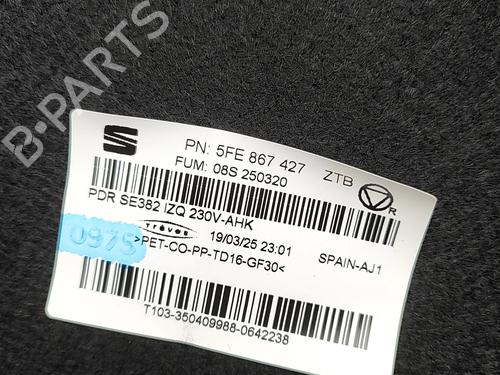 B-PARTS
PN: 5FE 867 427 ZTB
FUM: 08S 250320
R
PDR SE382 IZQ 230V-AHK
trèves 19/03/25 23:01 SPAIN-AJ1
0975
>PET-CO-PP-TD16-GF30<
T103-350409988-0642238